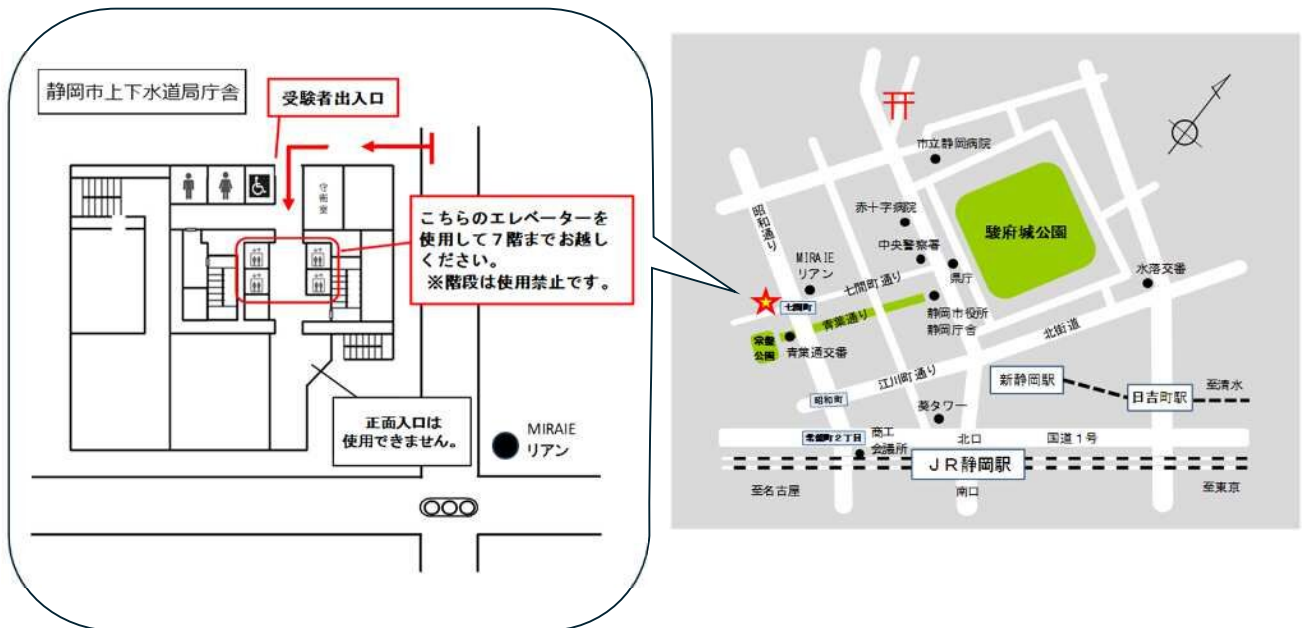 静岡市上下水道局庁舎
受験者出入口
守衛室
こちらのエレベーターを
使用して7階までお越し
ください。
※階段は使用禁止です。
正面入口は
使用できません。
MIRAIE
リアン
市立静岡病院
赤十字病院
中央警察署
県庁
駿府城公園
水落交番
昭和通り
MIRAIE
リアン
七間町通り
七間町
青葉通り
静岡市役所
静岡庁舎
北街道
常盤
公園
青葉通交番
江川町通り
新静岡駅
日吉町駅
至清水
昭和町
葵タワー
常盤町2丁目
商工
会議所
北口
国道1号
JR静岡駅
至名古屋
南口
至東京